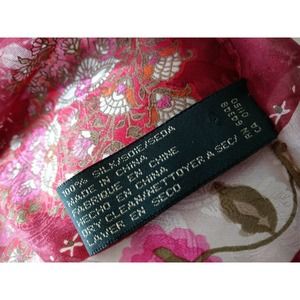 100% SILK/SOIE/SEDA
MADE IN CHINA
FABRIQUE EN CHINE
HECHO EN CHINA
DRY CLEAN/NETTOYER A SEC/
LAVER EN SECO